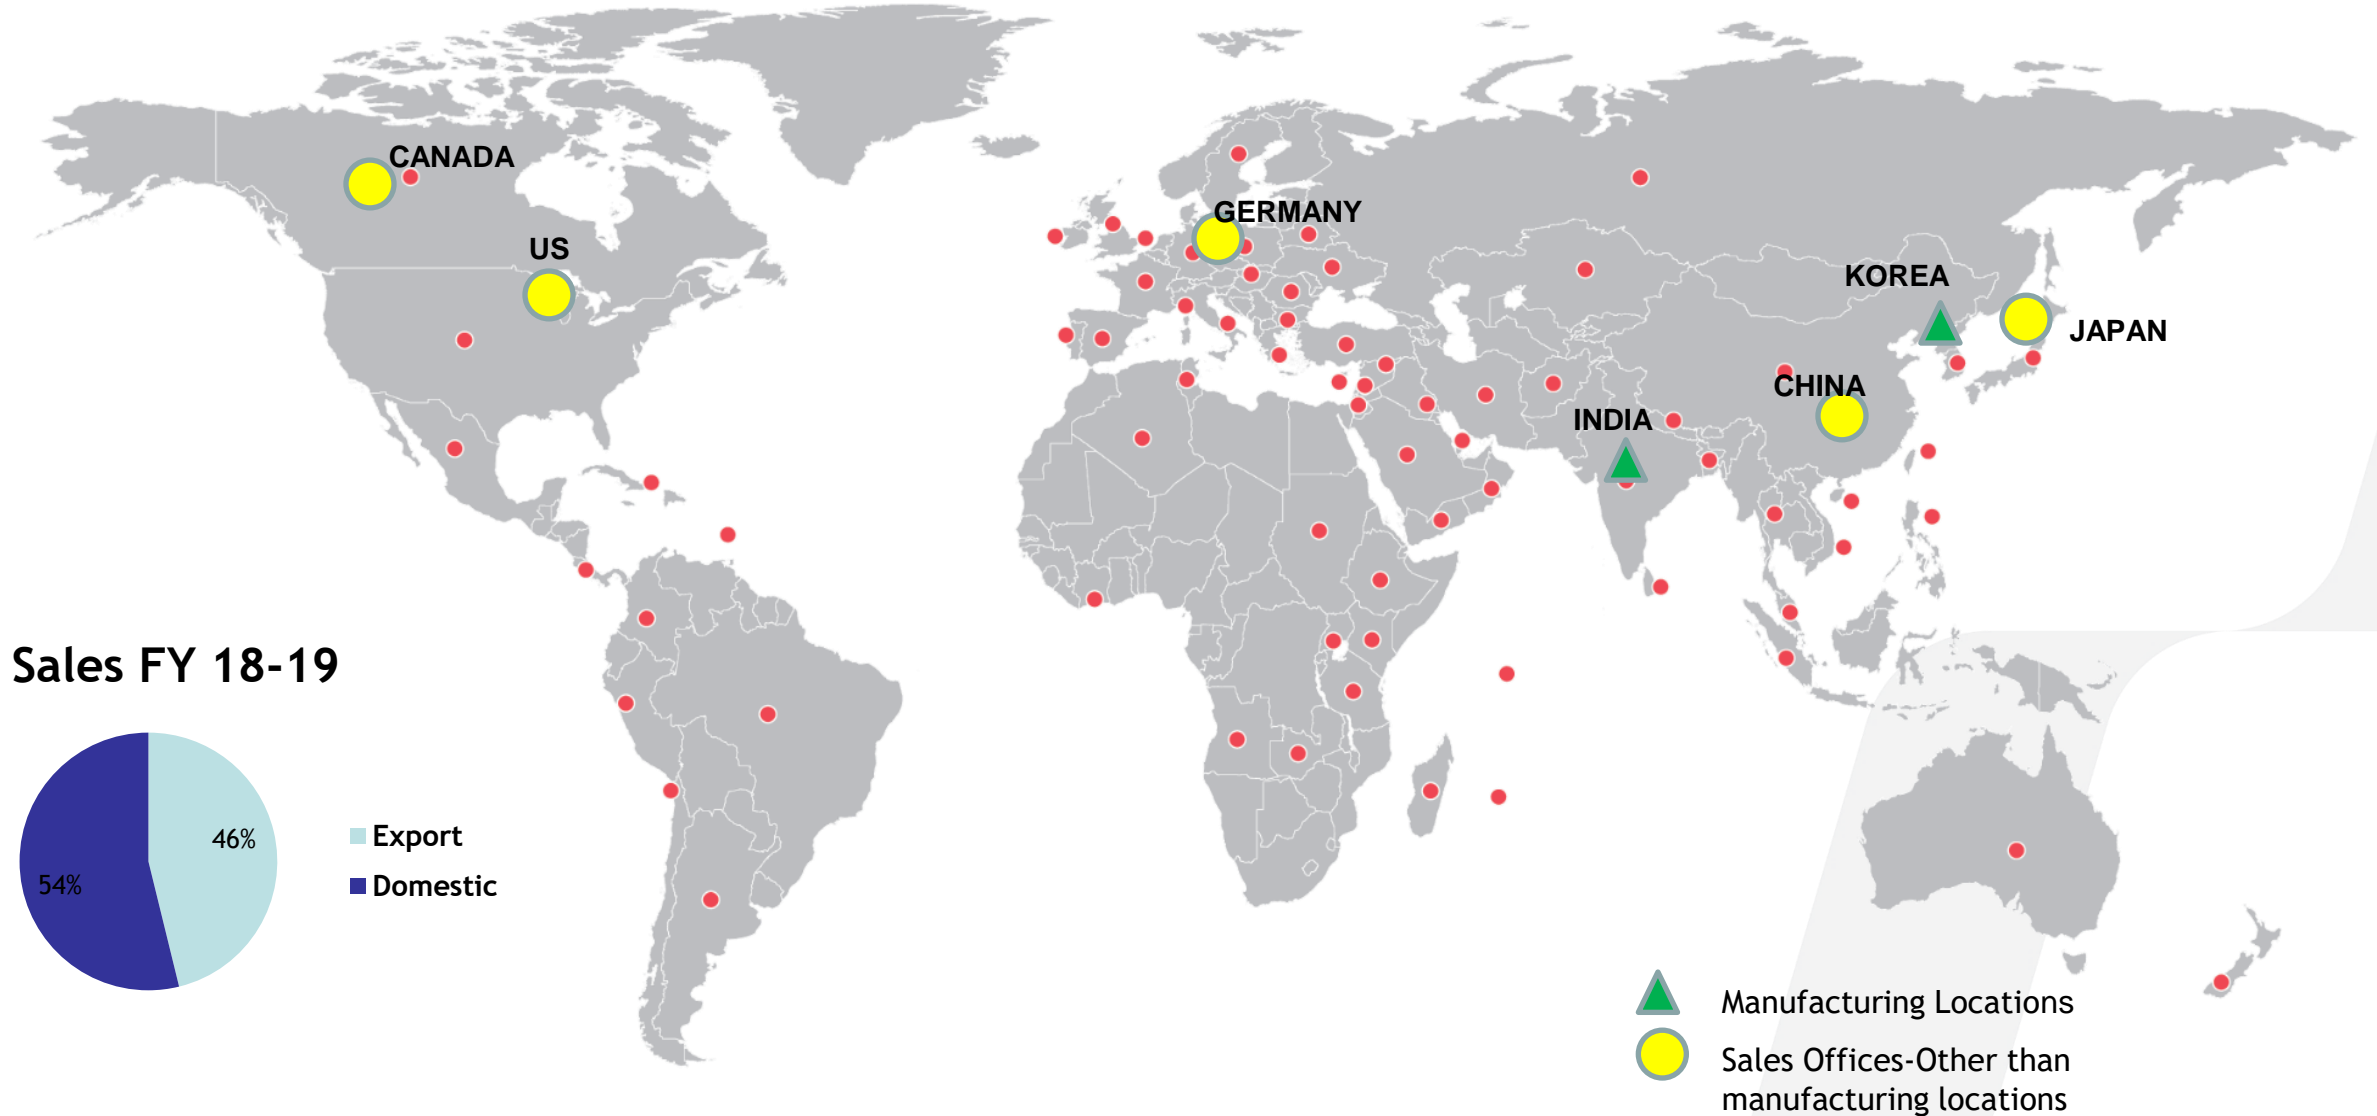 CANADA
US
GERMANY
KOREA
JAPAN
CHINA
INDIA
Sales FY 18-19
46%
54%
Export
Domestic
Manufacturing Locations
Sales Offices-Other than
manufacturing locations